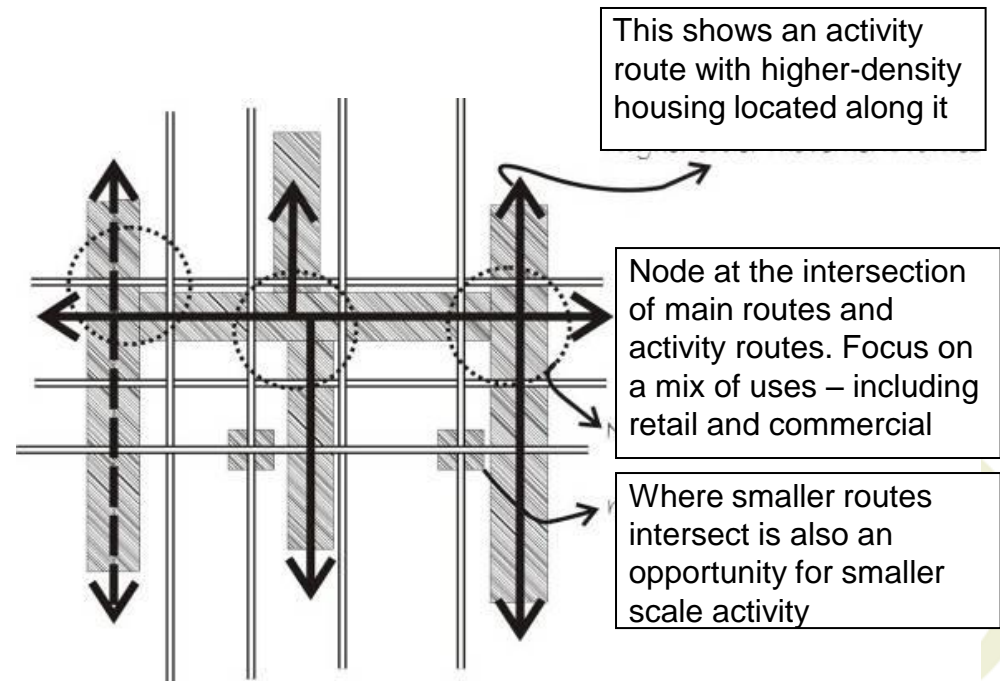 This shows an activity
route with higher-density
housing located along it
Node at the intersection
of main routes and
activity routes. Focus on
a mix of uses – including
retail and commercial
Where smaller routes
intersect is also an
opportunity for smaller
scale activity